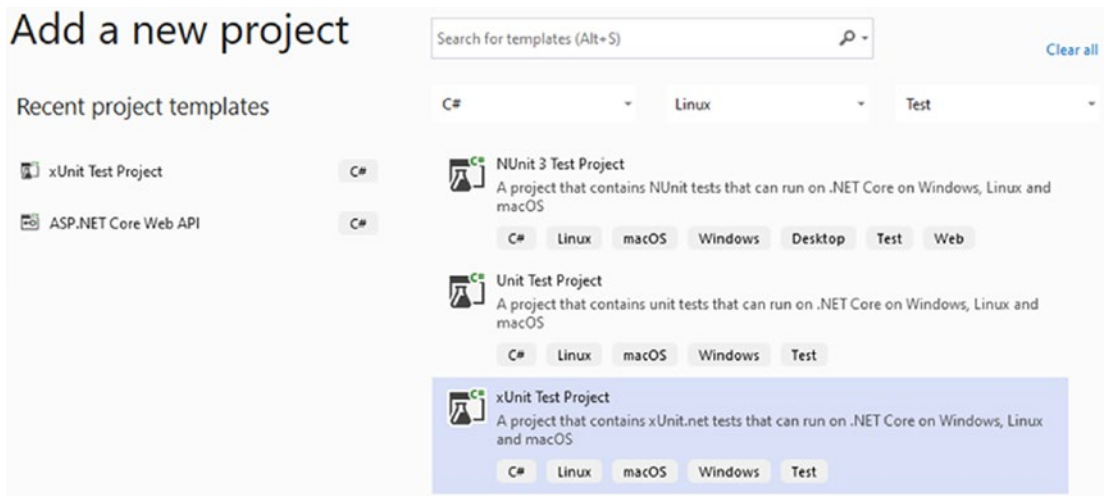 Add a new project
Search for templates (Alt+S)
Clear all
Recent project templates
C#
Linux
Test
xUnit Test Project
C#
ASP.NET Core Web API
C#
C#
NUnit 3 Test Project
A project that contains NUnit tests that can run on .NET Core on Windows, Linux and
macOS
C# Linux macOS Windows Desktop Test Web
C#
Unit Test Project
A project that contains unit tests that can run on .NET Core on Windows, Linux and
macOS
C# Linux macOS Windows Test
C#
xUnit Test Project
A project that contains xUnit.net tests that can run on .NET Core on Windows, Linux
and macOS
C# Linux macOS Windows Test